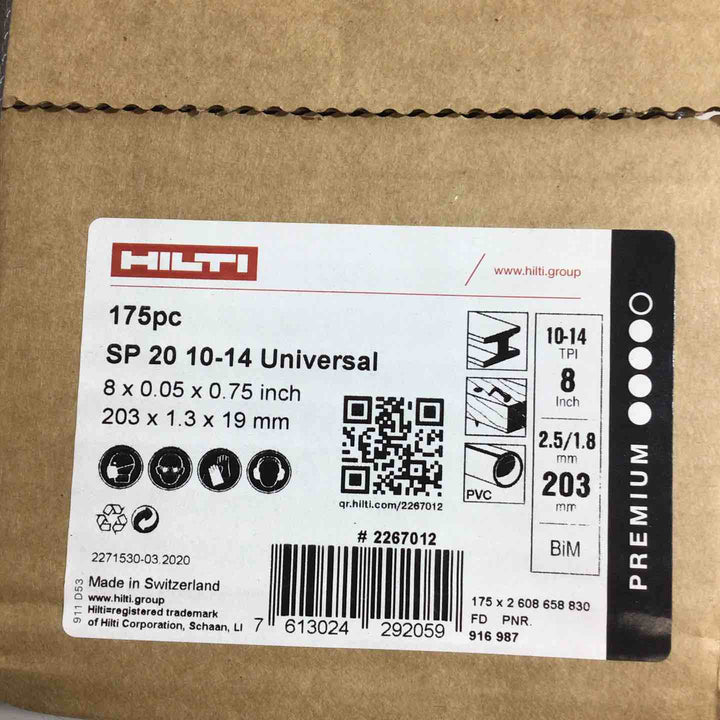 HILTI
www.hilti.group
175pc
SP 20 10-14 Universal
8 x 0.05 x 0.75 inch
203 x 1.3 x 19 mm
qr.hilti.com/2267012
# 2267012
2271530-03.2020
911 D53
Made in Switzerland
www.hilti.group
Hilti=registered trademark
of Hilti Corporation, Schaan, LI
7 613024 292059
PVC
10-14
TPI
8
Inch
2.5/1.8
mm
203
mm
BiM
175 x 2 608 658 830
FD PNR.
916 987
PREMIUM